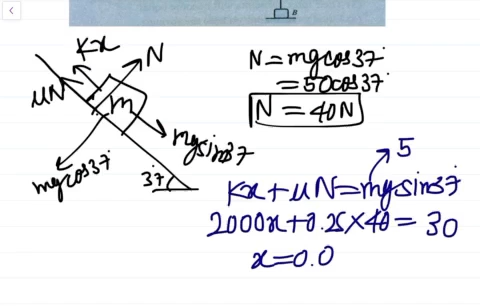 B
kx
N
μN
m
mg sin37°
mg cos37°
37°
N = mg cos37°
= 50 cos37°
N = 40N
5
kx + μN = mg sin37°
2000x + 0.25 × 40 = 30
x = 0.0